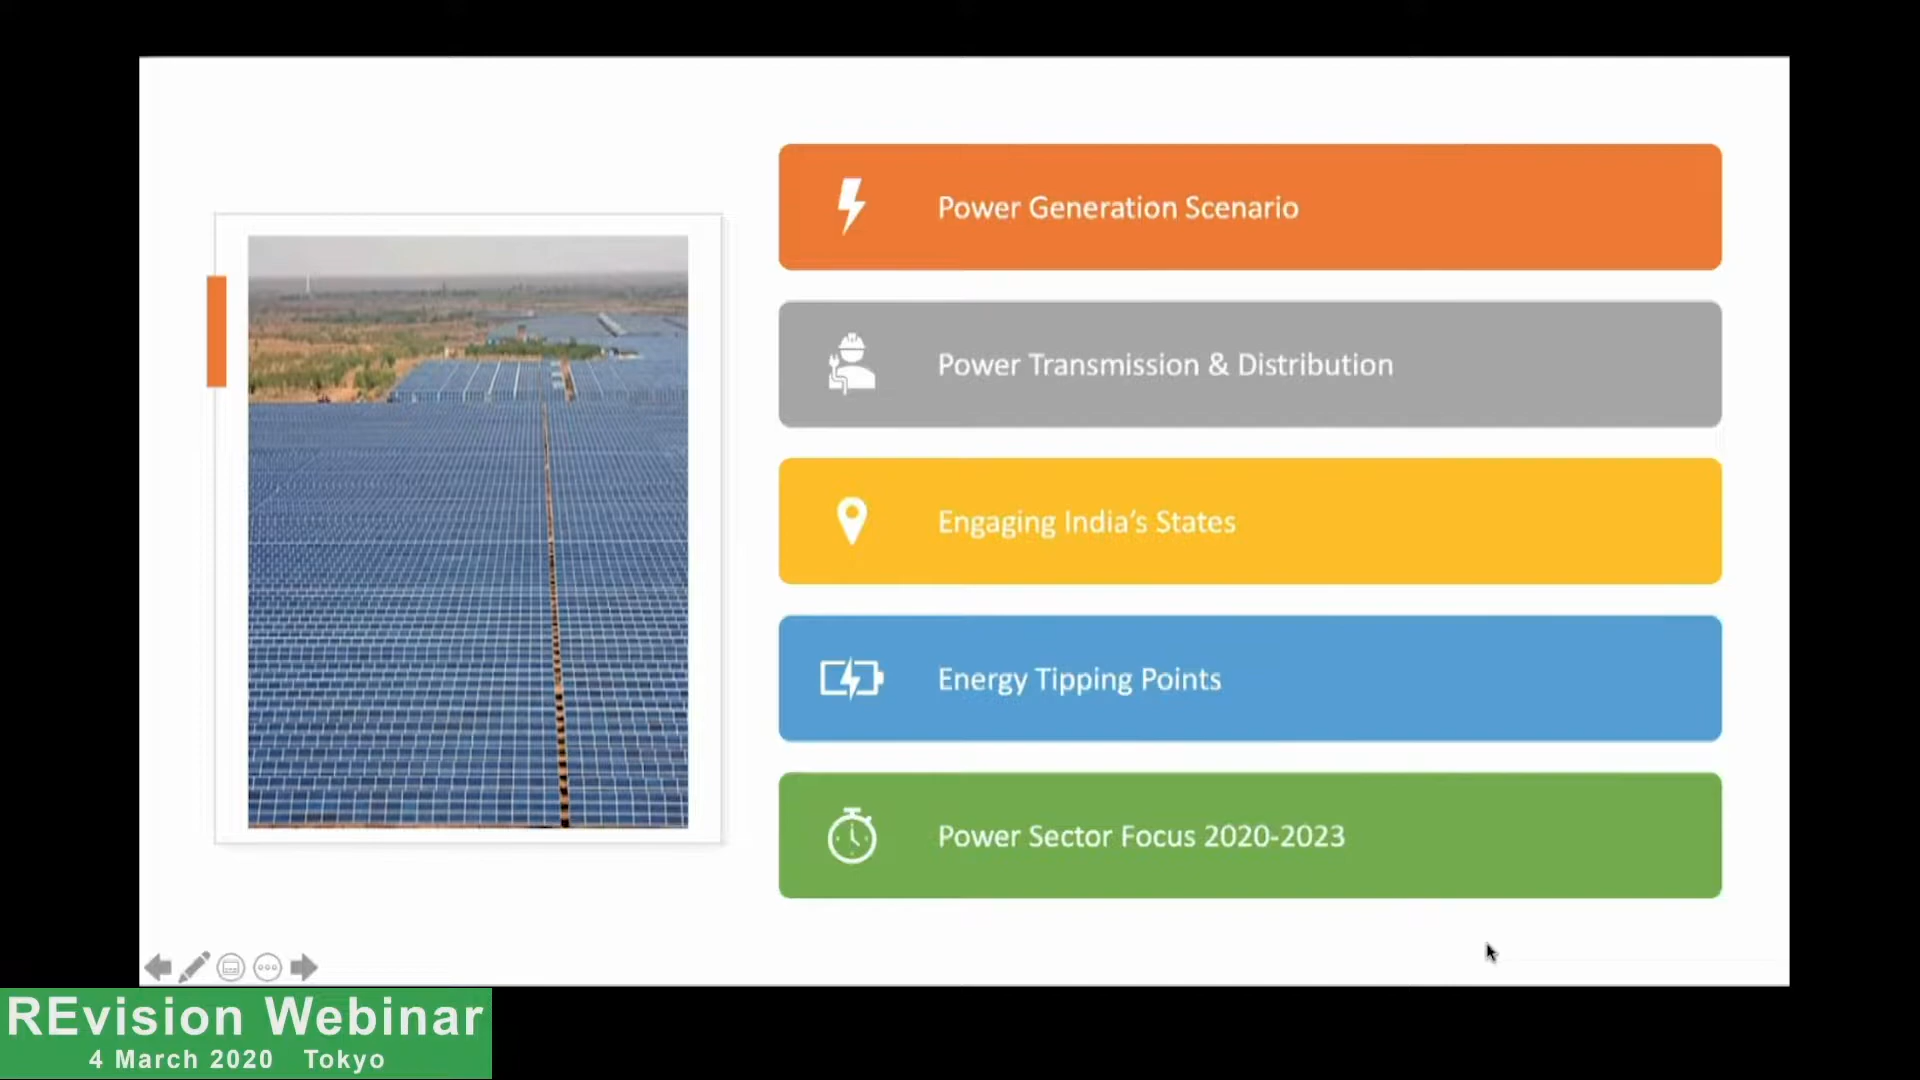 Power Generation Scenario
Power Transmission & Distribution
Engaging India's States
Energy Tipping Points
Power Sector Focus 2020-2023
REvision Webinar
4 March 2020 Tokyo